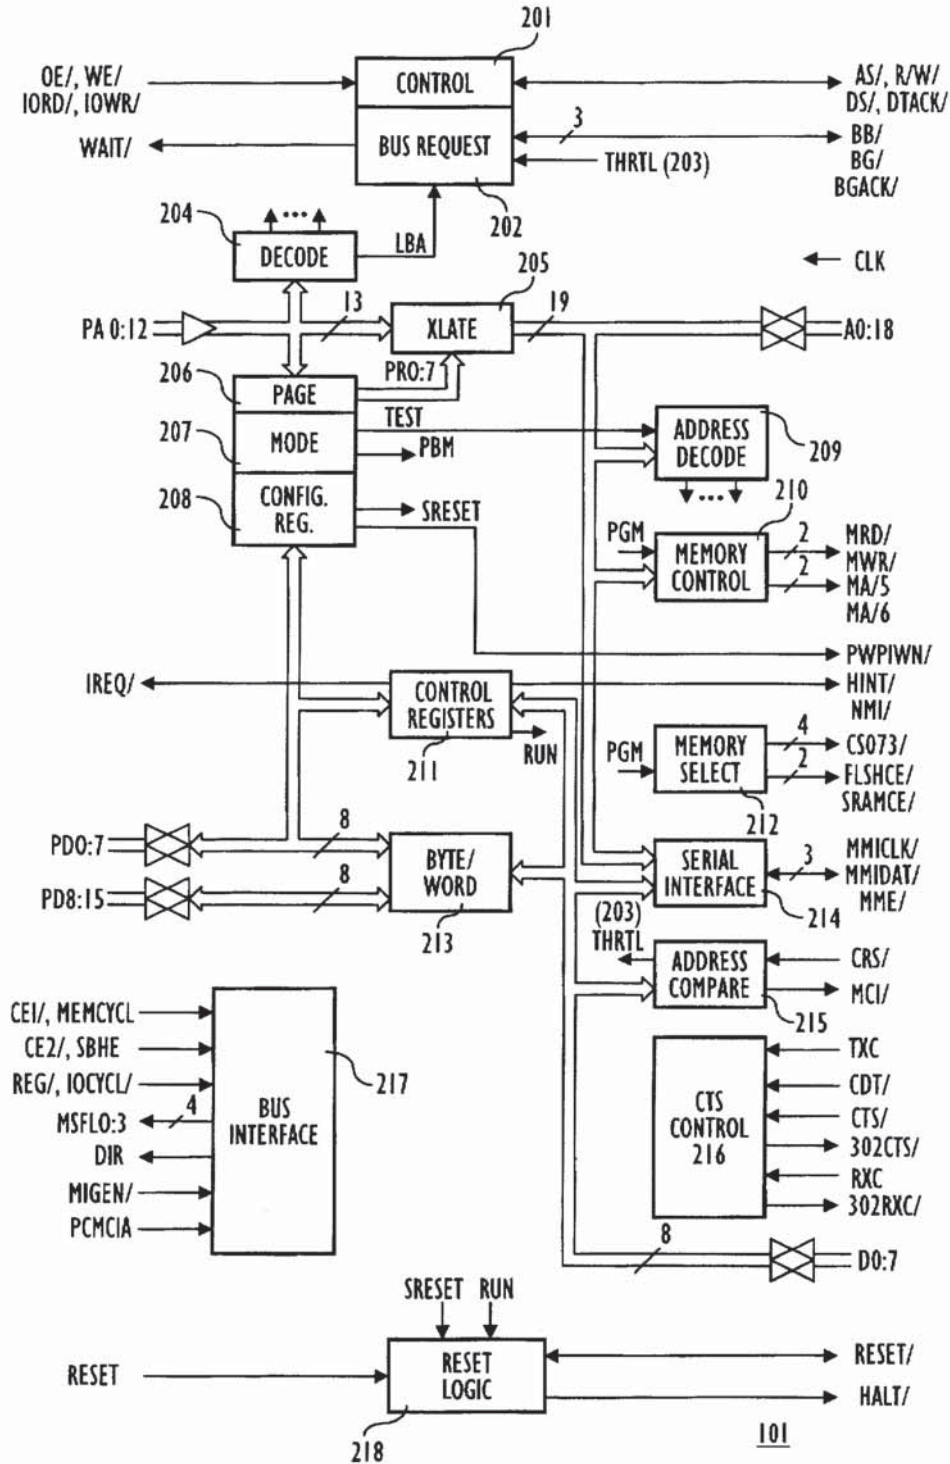 201
OE/, WE/
IORD/, IOWR/
CONTROL
AS/, R/W/
DS/, DTACK/
WAIT/
BUS REQUEST
3
BB/
BG/
BGACK/
THRTL (203)
202
204
DECODE
LBA
205
CLK
PA 0:12
13
XLATE
19
A0:18
206
PAGE
PRO:7
207
MODE
TEST
PBM
ADDRESS
DECODE
209
208
CONFIG.
REG.
SRESET
210
PGM
MEMORY
CONTROL
2
MRD/
MWR/
2
MA/5
MA/6
PWPIWN/
IREQ/
CONTROL
REGISTERS
211
RUN
HINT/
NMI/
PGM
MEMORY
SELECT
212
4
CS073/
2
FLSHCE/
SRAMCE/
PD0:7
8
BYTE/
WORD
213
SERIAL
INTERFACE
214
3
MMICLK/
MMIDAT/
MME/
PD8:15
8
(203)
THRTL
ADDRESS
COMPARE
215
CRS/
MCI/
CE1/, MEMCYCL
CE2/, SBHE
REG/, IOCYCL/
MSFLO:3
4
DIR
MIGEN/
PCMCIA
BUS
INTERFACE
217
CTS
CONTROL
216
TXC
CDT/
CTS/
302CTS/
RXC
302RXC/
8
D0:7
SRESET
RUN
RESET
RESET
LOGIC
218
RESET/
HALT/
101